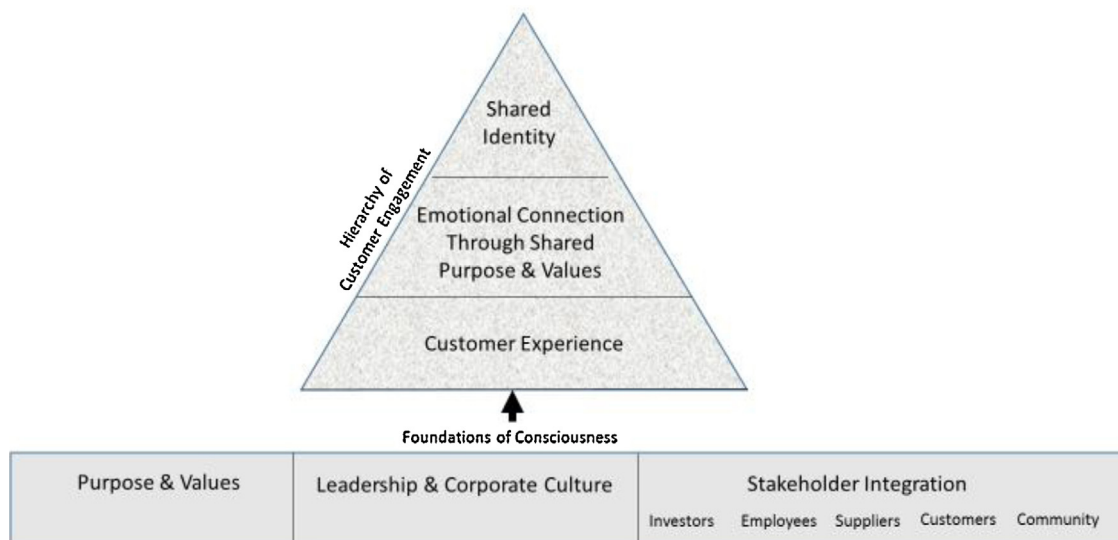 Shared
Identity
Hierarchy of
Customer Engagement
Emotional Connection
Through Shared
Purpose & Values
Customer Experience
Foundations of Consciousness
Purpose & Values
Leadership & Corporate Culture
Stakeholder Integration
Investors Employees Suppliers Customers Community